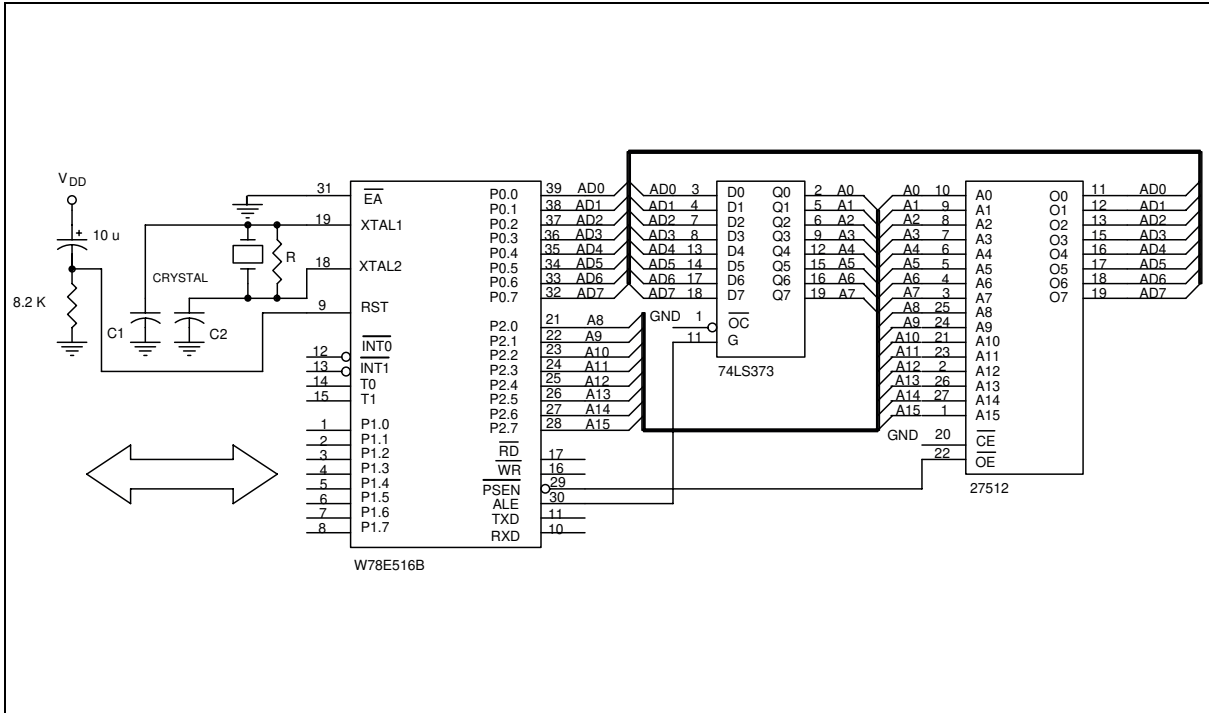 V DD
10 u
8.2 K
CRYSTAL
R
C1
C2
31 EA
19 XTAL1
18 XTAL2
9 RST
12 INT0
13 INT1
14 T0
15 T1
1 P1.0
2 P1.1
3 P1.2
4 P1.3
5 P1.4
6 P1.5
7 P1.6
8 P1.7
P0.0 39 AD0
P0.1 38 AD1
P0.2 37 AD2
P0.3 36 AD3
P0.4 35 AD4
P0.5 34 AD5
P0.6 33 AD6
P0.7 32 AD7
P2.0 21 A8
P2.1 22 A9
P2.2 23 A10
P2.3 24 A11
P2.4 25 A12
P2.5 26 A13
P2.6 27 A14
P2.7 28 A15
RD 17
WR 16
PSEN 29
ALE 30
TXD 11
RXD 10
W78E516B
AD0 3 D0 Q0 2 A0
AD1 4 D1 Q1 5 A1
AD2 7 D2 Q2 6 A2
AD3 8 D3 Q3 9 A3
AD4 13 D4 Q4 12 A4
AD5 14 D5 Q5 15 A5
AD6 17 D6 Q6 16 A6
AD7 18 D7 Q7 19 A7
GND 1 OC
11 G
74LS373
A0 10 A0 O0 11 AD0
A1 9 A1 O1 12 AD1
A2 8 A2 O2 13 AD2
A3 7 A3 O3 15 AD3
A4 6 A4 O4 16 AD4
A5 5 A5 O5 17 AD5
A6 4 A6 O6 18 AD6
A7 3 A7 O7 19 AD7
A8 25 A8
A9 24 A9
A10 21 A10
A11 23 A11
A12 2 A12
A13 26 A13
A14 27 A14
A15 1 A15
GND 20 CE
22 OE
27512